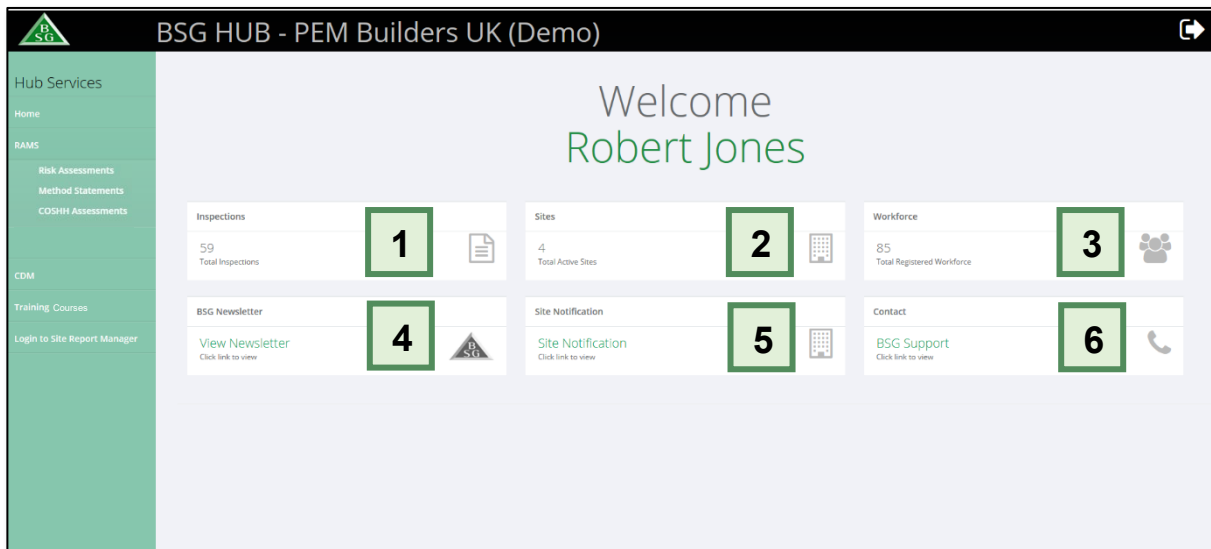 B
SG
BSG HUB - PEM Builders UK (Demo)
Hub Services
Home
RAMS
Risk Assessments
Method Statements
COSHH Assessments
CDM
Training Courses
Login to Site Report Manager
Welcome
Robert Jones
Inspections
59
Total Inspections
1
Sites
4
Total Active Sites
2
Workforce
85
Total Registered Workforce
3
BSG Newsletter
View Newsletter
Click link to view
4
B
SG
Site Notification
Site Notification
Click link to view
5
Contact
BSG Support
Click link to view
6